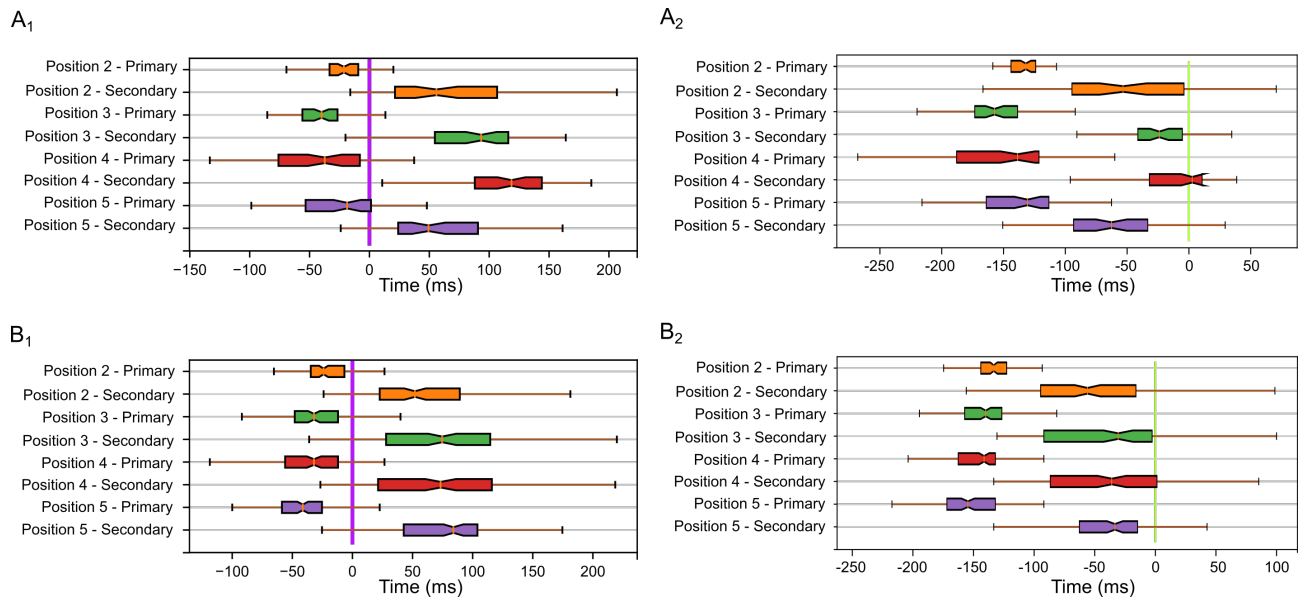 A1
Position 2 - Primary
Position 2 - Secondary
Position 3 - Primary
Position 3 - Secondary
Position 4 - Primary
Position 4 - Secondary
Position 5 - Primary
Position 5 - Secondary
−150 −100 −50 0 50 100 150 200
Time (ms)
A2
Position 2 - Primary
Position 2 - Secondary
Position 3 - Primary
Position 3 - Secondary
Position 4 - Primary
Position 4 - Secondary
Position 5 - Primary
Position 5 - Secondary
-250 -200 -150 -100 -50 0 50
Time (ms)
B1
Position 2 - Primary
Position 2 - Secondary
Position 3 - Primary
Position 3 - Secondary
Position 4 - Primary
Position 4 - Secondary
Position 5 - Primary
Position 5 - Secondary
−100 −50 0 50 100 150 200
Time (ms)
B2
Position 2 - Primary
Position 2 - Secondary
Position 3 - Primary
Position 3 - Secondary
Position 4 - Primary
Position 4 - Secondary
Position 5 - Primary
Position 5 - Secondary
-250 -200 -150 -100 -50 0 50 100
Time (ms)